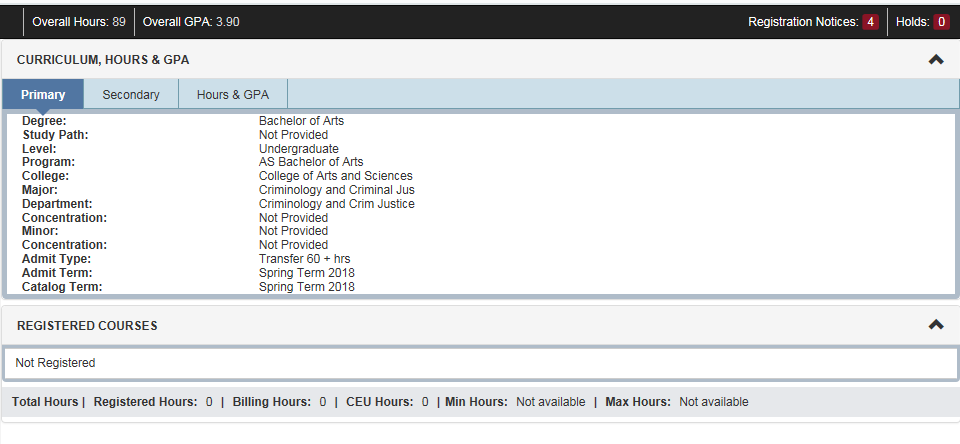 Overall Hours: 89 Overall GPA: 3.90 Registration Notices: 4 Holds: 0
CURRICULUM, HOURS & GPA
Primary Secondary Hours & GPA
Degree: Bachelor of Arts
Study Path: Not Provided
Level: Undergraduate
Program: AS Bachelor of Arts
College: College of Arts and Sciences
Major: Criminology and Criminal Jus
Department: Criminology and Crim Justice
Concentration: Not Provided
Minor: Not Provided
Concentration: Not Provided
Admit Type: Transfer 60 + hrs
Admit Term: Spring Term 2018
Catalog Term: Spring Term 2018
REGISTERED COURSES
Not Registered
Total Hours | Registered Hours: 0 | Billing Hours: 0 | CEU Hours: 0 | Min Hours: Not available | Max Hours: Not available